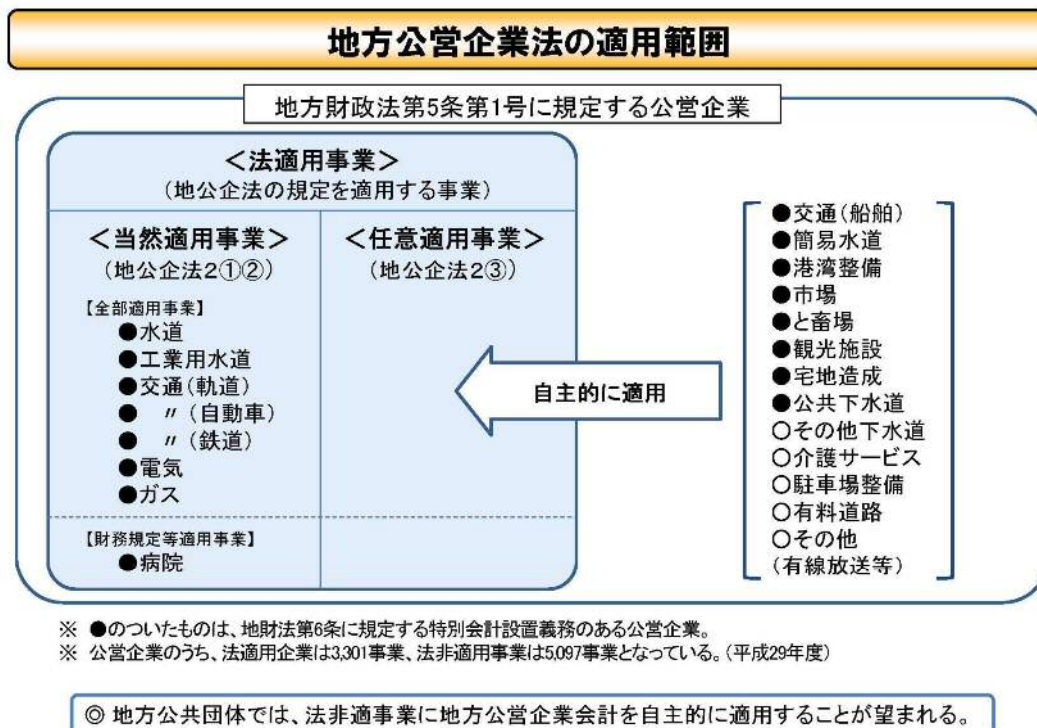 地方公営企業法の適用範囲
地方財政法第5条第1号に規定する公営企業
＜法適用事業＞
(地公企法の規定を適用する事業)
＜当然適用事業＞
(地公企法2①②)
【全部適用事業】
●水道
●工業用水道
●交通(軌道)
● 〃(自動車)
● 〃(鉄道)
●電気
●ガス
【財務規定等適用事業】
●病院
＜任意適用事業＞
(地公企法2③)
自主的に適用
●交通(船舶)
●簡易水道
●港湾整備
●市場
●と畜場
●観光施設
●宅地造成
●公共下水道
○その他下水道
○介護サービス
○駐車場整備
○有料道路
○その他
(有線放送等)
※ ●のついたものは、地財法第6条に規定する特別会計設置義務のある公営企業。
※ 公営企業のうち、法適用企業は3,301事業、法非適用事業は5,097事業となっている。(平成29年度)
◎ 地方公共団体では、法非適事業に地方公営企業会計を自主的に適用することが望まれる。